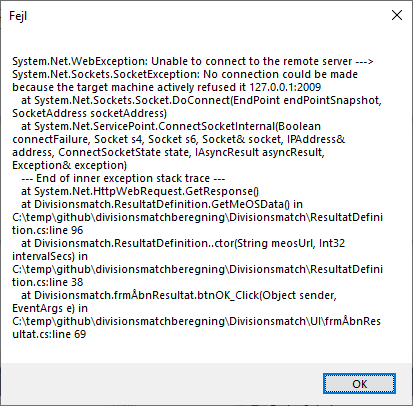 Fejl
System.Net.WebException: Unable to connect to the remote server --->
System.Net.Sockets.SocketException: No connection could be made
because the target machine actively refused it 127.0.0.1:2009
   at System.Net.Sockets.Socket.DoConnect(EndPoint endPointSnapshot,
SocketAddress socketAddress)
   at System.Net.ServicePoint.ConnectSocketInternal(Boolean
connectFailure, Socket s4, Socket s6, Socket& socket, IPAddress&
address, ConnectSocketState state, IAsyncResult asyncResult,
Exception& exception)
   --- End of inner exception stack trace ---
   at System.Net.HttpWebRequest.GetResponse()
   at Divisionsmatch.ResultatDefinition.GetMeOSData() in
C:\temp\github\divisionsmatchberegning\Divisionsmatch\ResultatDefini
tion.cs:line 96
   at Divisionsmatch.ResultatDefinition..ctor(String meosUrl, Int32
intervalSecs) in
C:\temp\github\divisionsmatchberegning\Divisionsmatch\ResultatDefini
tion.cs:line 38
   at Divisionsmatch.frmÅbnResultat.btnOK_Click(Object sender,
EventArgs e) in
C:\temp\github\divisionsmatchberegning\Divisionsmatch\UI\frmÅbnRes
ultat.cs:line 69
OK